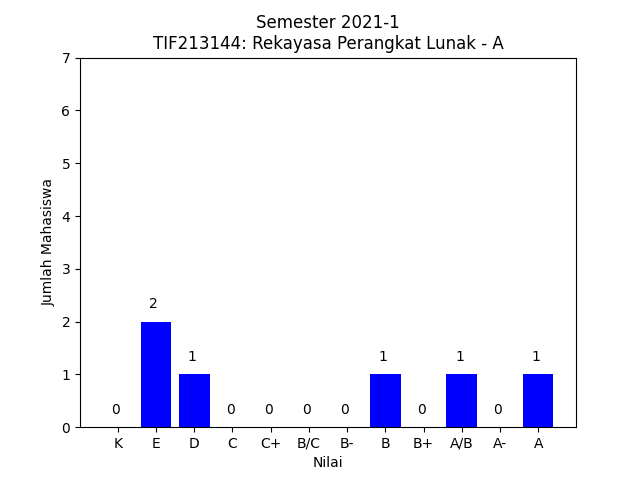 Semester 2021-1
TIF213144: Rekayasa Perangkat Lunak - A
7
6
5
4
3
2
1
0
Jumlah Mahasiswa
0 2 1 0 0 0 0 1 0 1 0 1
K E D C C+ B/C B- B B+ A/B A- A
Nilai